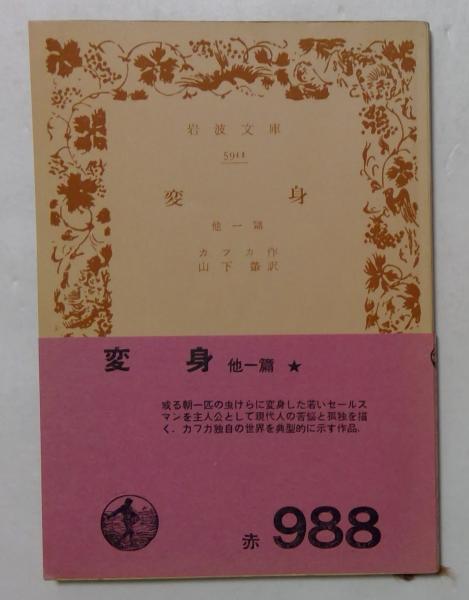 岩波文庫
5944
変身
他一篇
カフカ作
山下肇訳
変身 他一篇 ★
或る朝一匹の虫けらに変身した若いセールス
マンを主人公として現代人の苦悩と孤独を描
く．カフカ独自の世界を典型的に示す作品．
赤 988